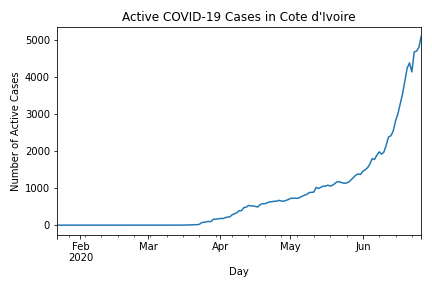 Active COVID-19 Cases in Cote d'Ivoire
Number of Active Cases
5000
4000
3000
2000
1000
0
Feb Mar Apr May Jun
2020
Day